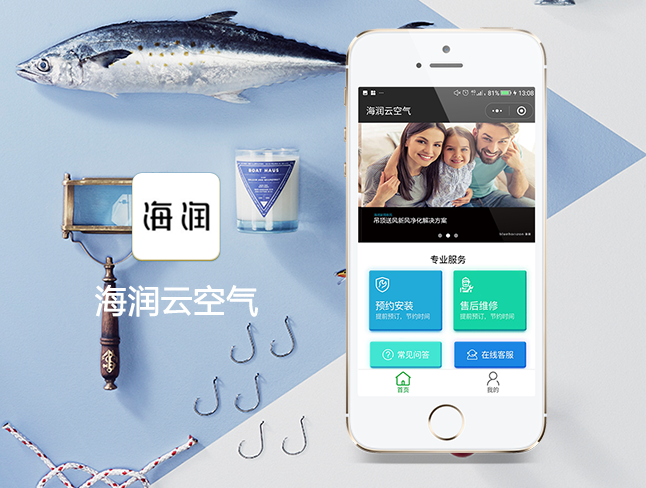 BOAT HAUS
海润
海润云空气
81% 13:08
海润云空气
吊顶送风新风净化解决方案
专业服务
预约安装
提前预订，节约时间
售后维修
提前预订，节约时间
常见问答
在线客服
首页
我的